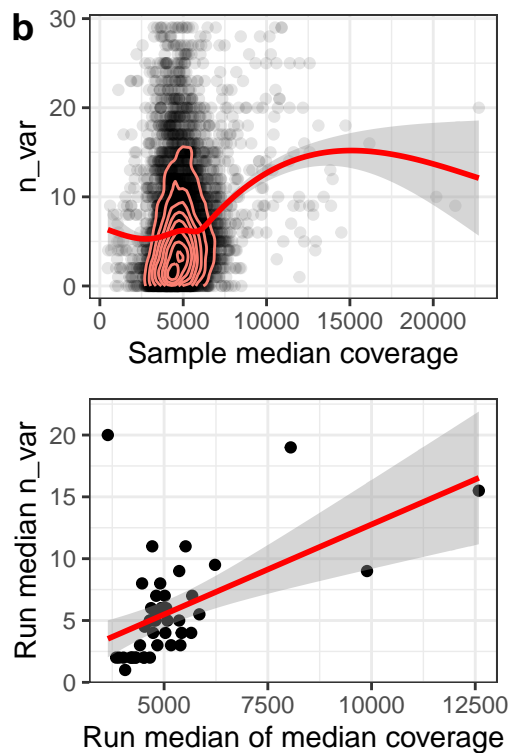 b
30
20
10
0
n_var
0 5000 10000 15000 20000
Sample median coverage
20
15
10
5
0
Run median n_var
5000 7500 10000 12500
Run median of median coverage